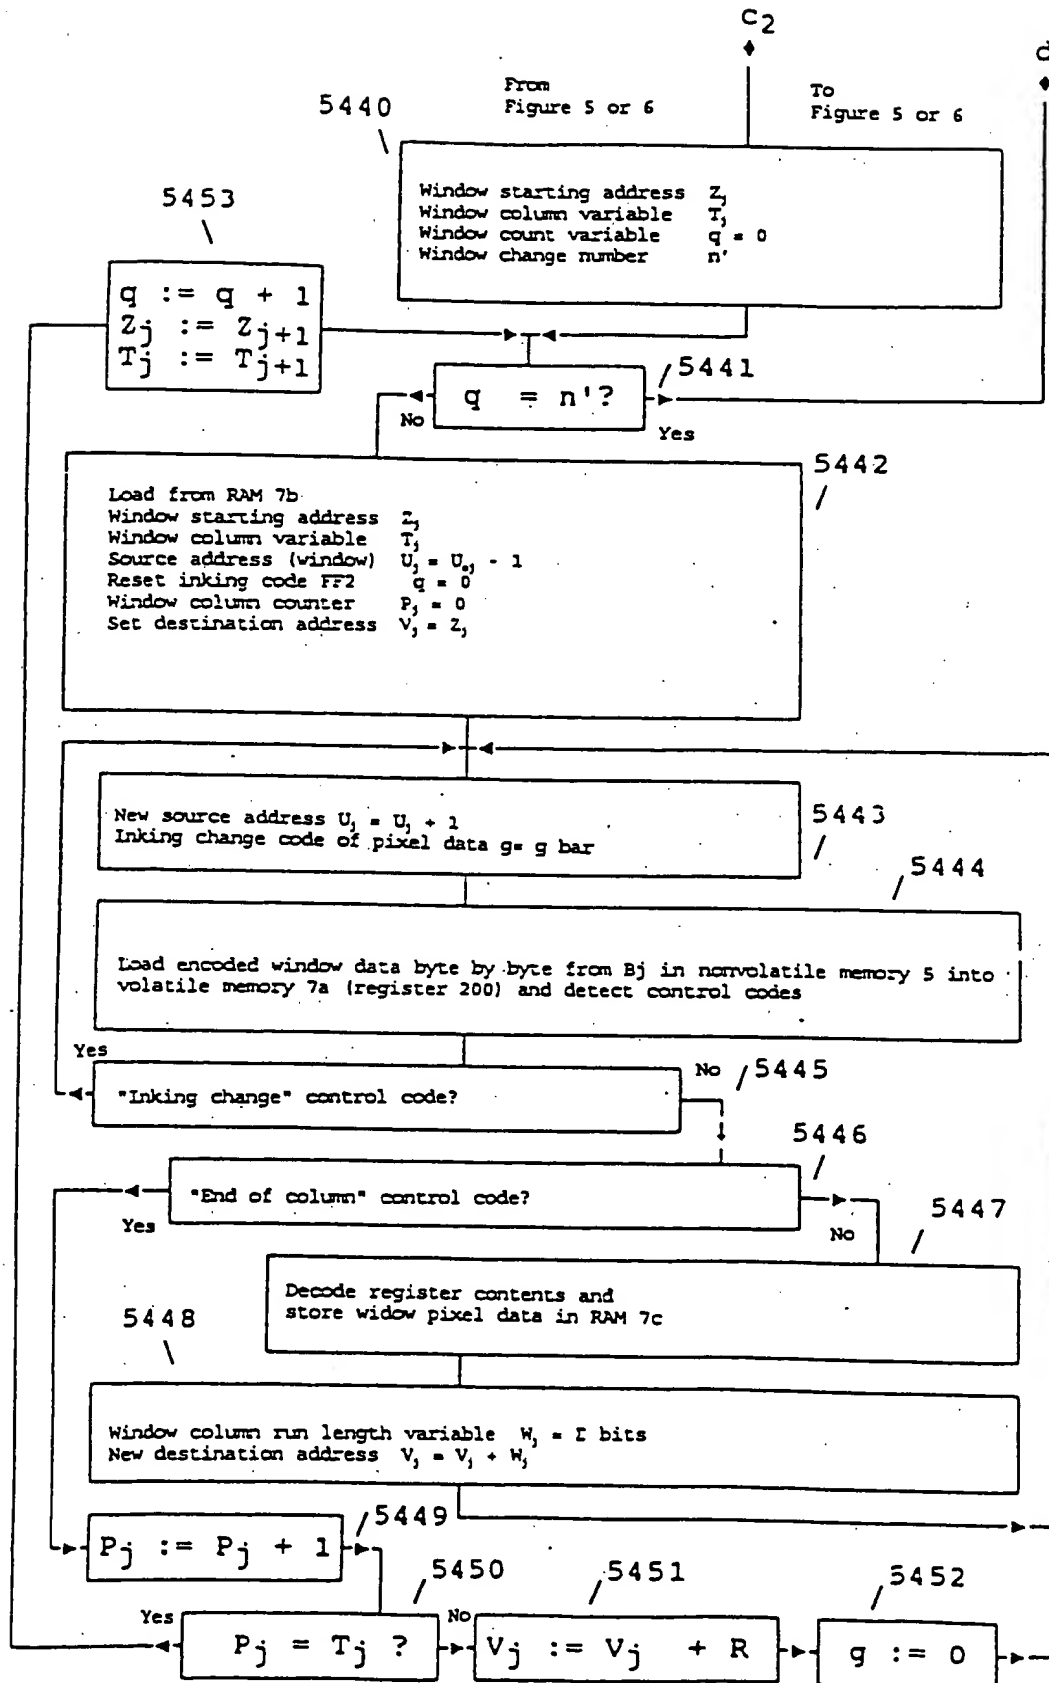 c2
d
From
Figure 5 or 6
To
Figure 5 or 6
5440
Window starting address Zj
Window column variable Tj
Window count variable q = 0
Window change number n'
5453
q := q + 1
Zj := Zj+1
Tj := Tj+1
5441
q = n'?
No
Yes
5442
Load from RAM 7b
Window starting address Zj
Window column variable Tj
Source address (window) Uj = Uoj - 1
Reset inking code FF2 q = 0
Window column counter Pj = 0
Set destination address Vj = Zj
New source address Uj = Uj + 1
Inking change code of pixel data g= g bar
5443
5444
Load encoded window data byte by byte from Bj in nonvolatile memory 5 into
volatile memory 7a (register 200) and detect control codes
Yes
"Inking change" control code?
No
5445
5446
"End of column" control code?
Yes
No
5447
Decode register contents and
store widow pixel data in RAM 7c
5448
Window column run length variable Wj = Σ bits
New destination address Vj = Vj + Wj
5449
Pj := Pj + 1
5450
5451
5452
Yes
Pj = Tj ?
No
Vj := Vj + R
g := 0